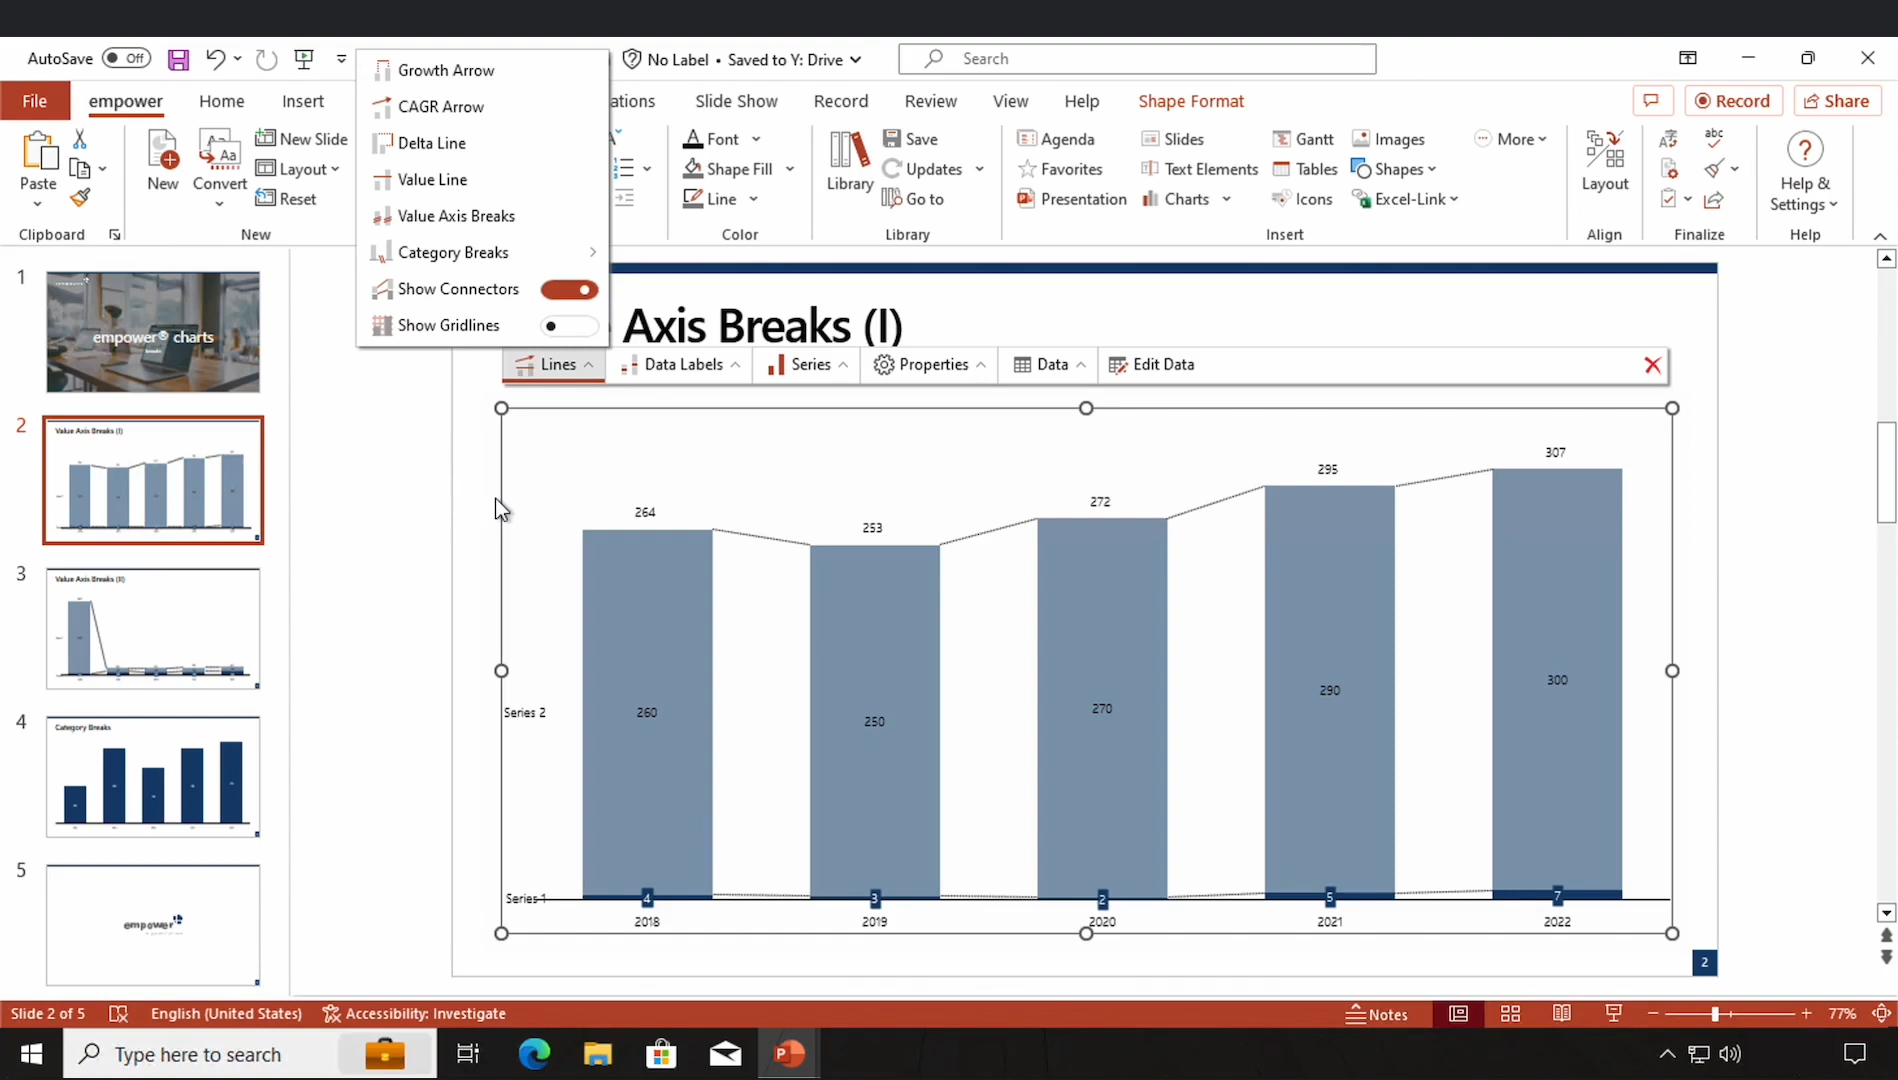 AutoSave Off No Label • Saved to Y: Drive Search
File empower Home Insert ations Slide Show Record Review View Help Shape Format Record Share
Growth Arrow
CAGR Arrow
Delta Line
Value Line
Value Axis Breaks
Category Breaks
Show Connectors
Show Gridlines
Paste
Clipboard
New
Convert
New Slide
Layout
Reset
New
Font
Shape Fill
Line
Color
Library
Save
Updates
Go to
Library
Agenda
Favorites
Presentation
Slides
Text Elements
Charts
Gantt
Tables
Icons
Images
Shapes
Excel-Link
More
Insert
Layout
Align
abc
Finalize
Help &
Settings
Help
1
empower® charts
2
Value Axis Breaks (I)
3
Value Axis Breaks (II)
4
Category Breaks
5
empower
Axis Breaks (I)
Lines Data Labels Series Properties Data Edit Data
264 253 272 295 307
Series 2 260 250 270 290 300
Series 1 4 3 2 5 7
2018 2019 2020 2021 2022
2
Slide 2 of 5 English (United States) Accessibility: Investigate Notes 77%
Type here to search